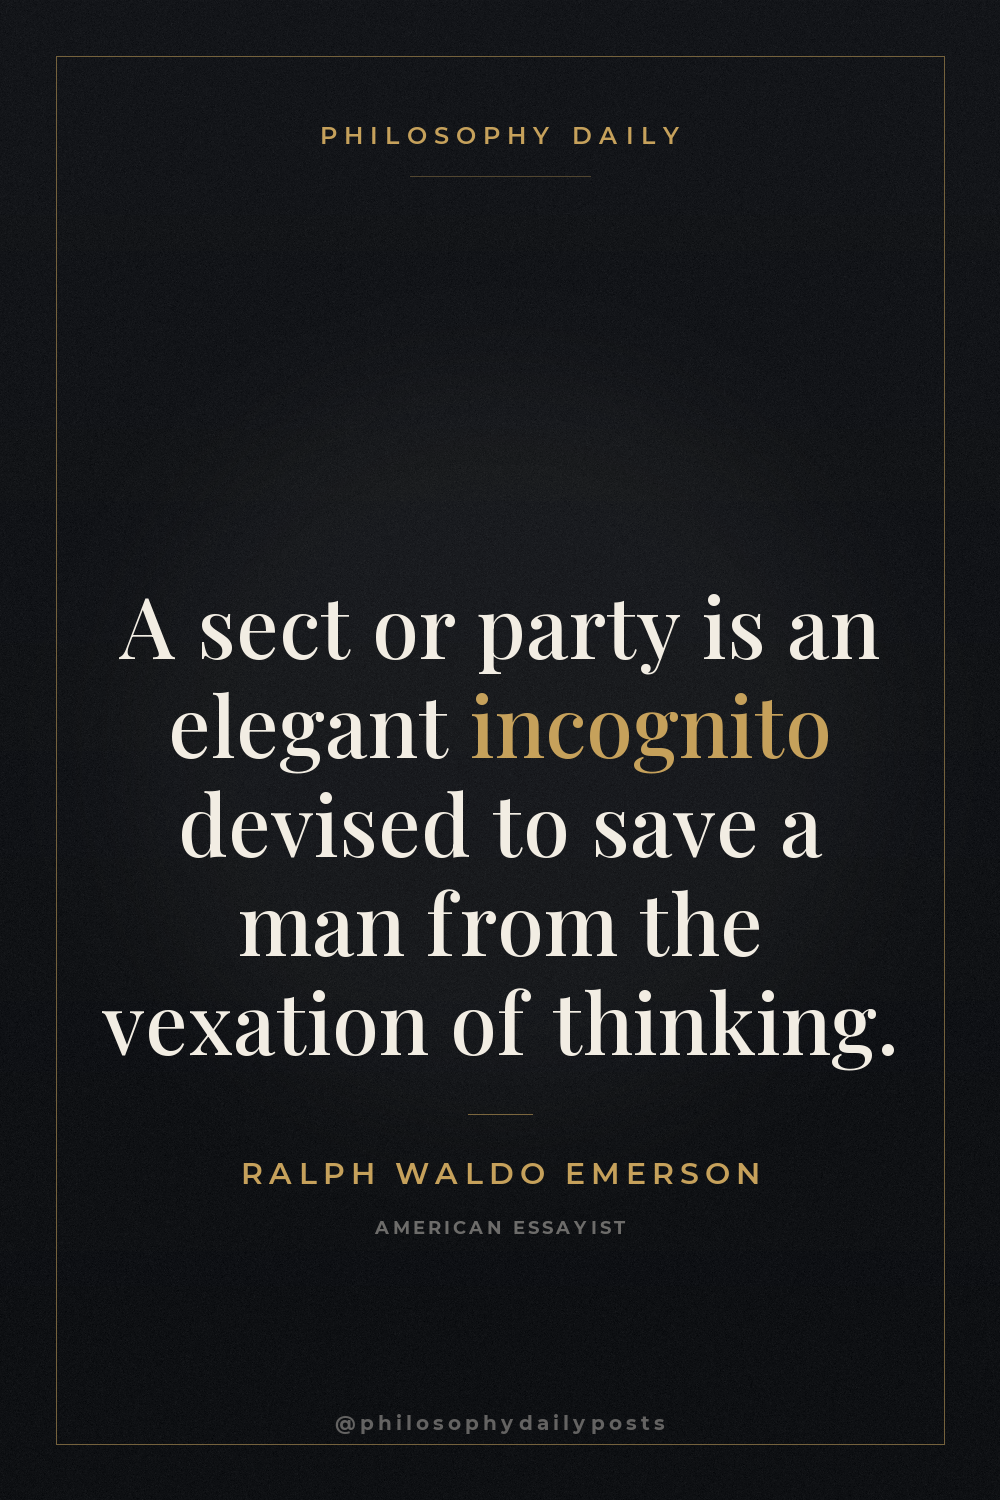 PHILOSOPHY DAILY
A sect or party is an
elegant incognito
devised to save a
man from the
vexation of thinking.
RALPH WALDO EMERSON
AMERICAN ESSAYIST
@philosophydailyposts